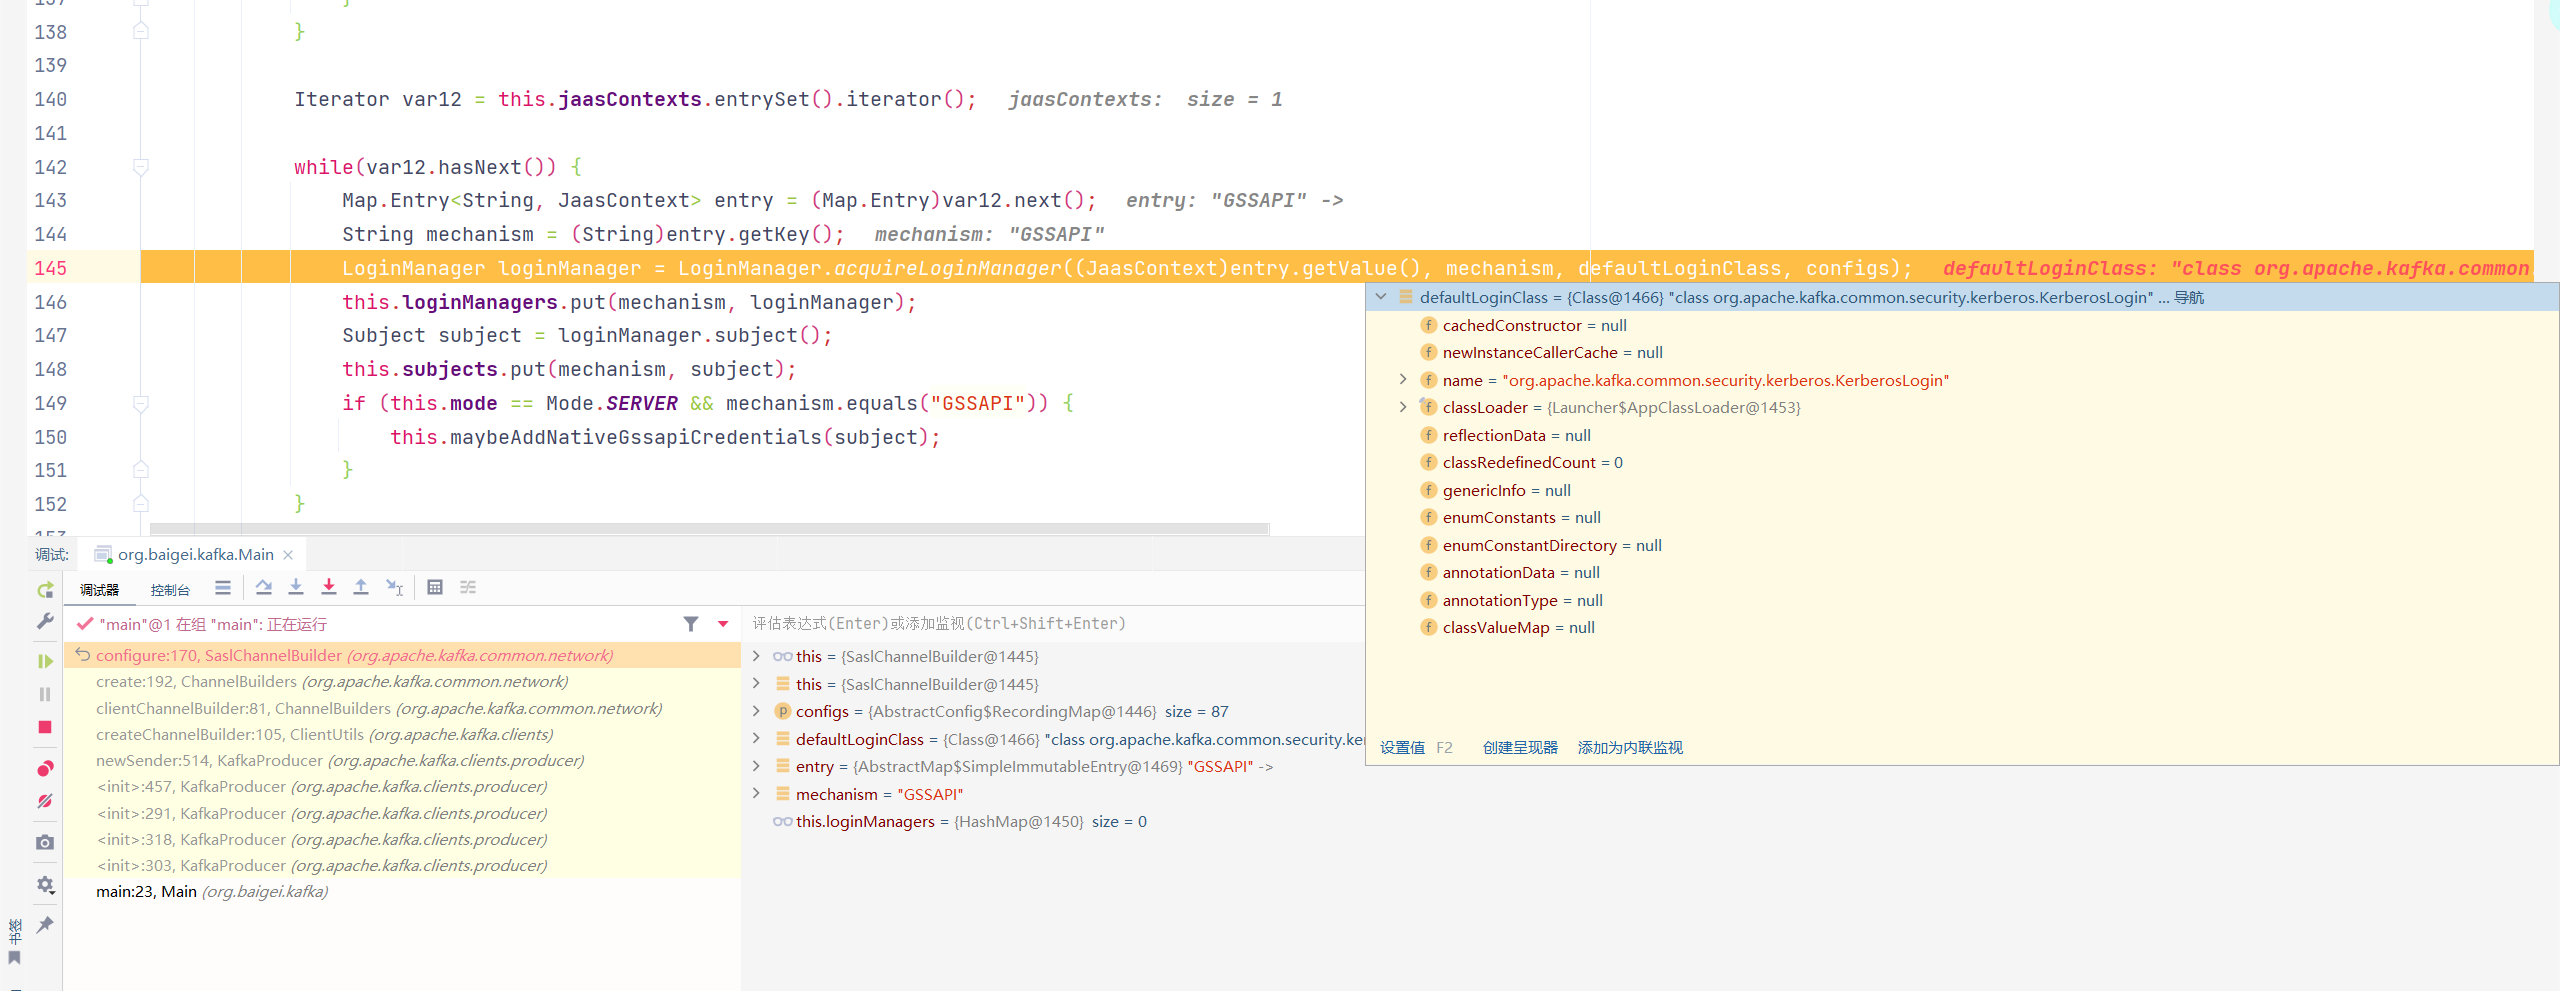 138 }
139
140 Iterator var12 = this.jaasContexts.entrySet().iterator(); jaasContexts: size = 1
141
142 while(var12.hasNext()) {
143 Map.Entry<String, JaasContext> entry = (Map.Entry)var12.next(); entry: "GSSAPI" ->
144 String mechanism = (String)entry.getKey(); mechanism: "GSSAPI"
145 LoginManager loginManager = LoginManager.acquireLoginManager((JaasContext)entry.getValue(), mechanism, defaultLoginClass, configs); defaultLoginClass: "class org.apache.kafka.common
146 this.loginManagers.put(mechanism, loginManager);
147 Subject subject = loginManager.subject();
148 this.subjects.put(mechanism, subject);
149 if (this.mode == Mode.SERVER && mechanism.equals("GSSAPI")) {
150 this.maybeAddNativeGssapiCredentials(subject);
151 }
152 }
defaultLoginClass = {Class@1466} "class org.apache.kafka.common.security.kerberos.KerberosLogin" ... 导航
cachedConstructor = null
newInstanceCallerCache = null
name = "org.apache.kafka.common.security.kerberos.KerberosLogin"
classLoader = {Launcher$AppClassLoader@1453}
reflectionData = null
classRedefinedCount = 0
genericInfo = null
enumConstants = null
enumConstantDirectory = null
annotationData = null
annotationType = null
classValueMap = null
设置值 F2 创建呈现器 添加为内联监视
调试: org.baigei.kafka.Main
调试器 控制台
"main"@1 在组 "main": 正在运行
configure:170, SaslChannelBuilder (org.apache.kafka.common.network)
create:192, ChannelBuilders (org.apache.kafka.common.network)
clientChannelBuilder:81, ChannelBuilders (org.apache.kafka.common.network)
createChannelBuilder:105, ClientUtils (org.apache.kafka.clients)
newSender:514, KafkaProducer (org.apache.kafka.clients.producer)
<init>:457, KafkaProducer (org.apache.kafka.clients.producer)
<init>:291, KafkaProducer (org.apache.kafka.clients.producer)
<init>:318, KafkaProducer (org.apache.kafka.clients.producer)
<init>:303, KafkaProducer (org.apache.kafka.clients.producer)
main:23, Main (org.baigei.kafka)
评估表达式(Enter)或添加监视(Ctrl+Shift+Enter)
this = {SaslChannelBuilder@1445}
this = {SaslChannelBuilder@1445}
configs = {AbstractConfig$RecordingMap@1446} size = 87
defaultLoginClass = {Class@1466} "class org.apache.kafka.common.security.ke
entry = {AbstractMap$SimpleImmutableEntry@1469} "GSSAPI" ->
mechanism = "GSSAPI"
this.loginManagers = {HashMap@1450} size = 0
书签